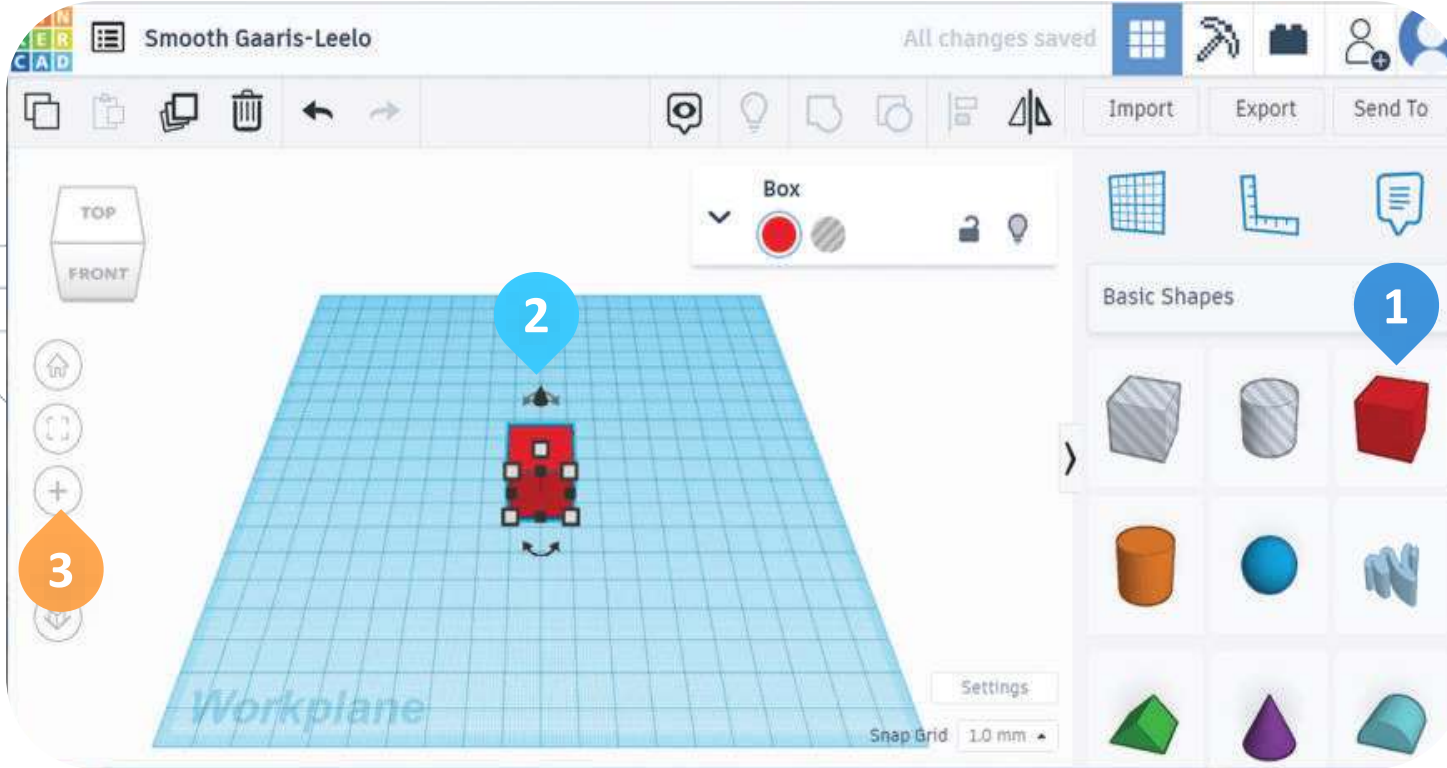 N
K E R
C A D
Smooth Gaaris-Leelo
All changes saved
Import
Export
Send To
Box
TOP
FRONT
Basic Shapes
1
2
3
Workplane
Settings
Snap Grid
1.0 mm